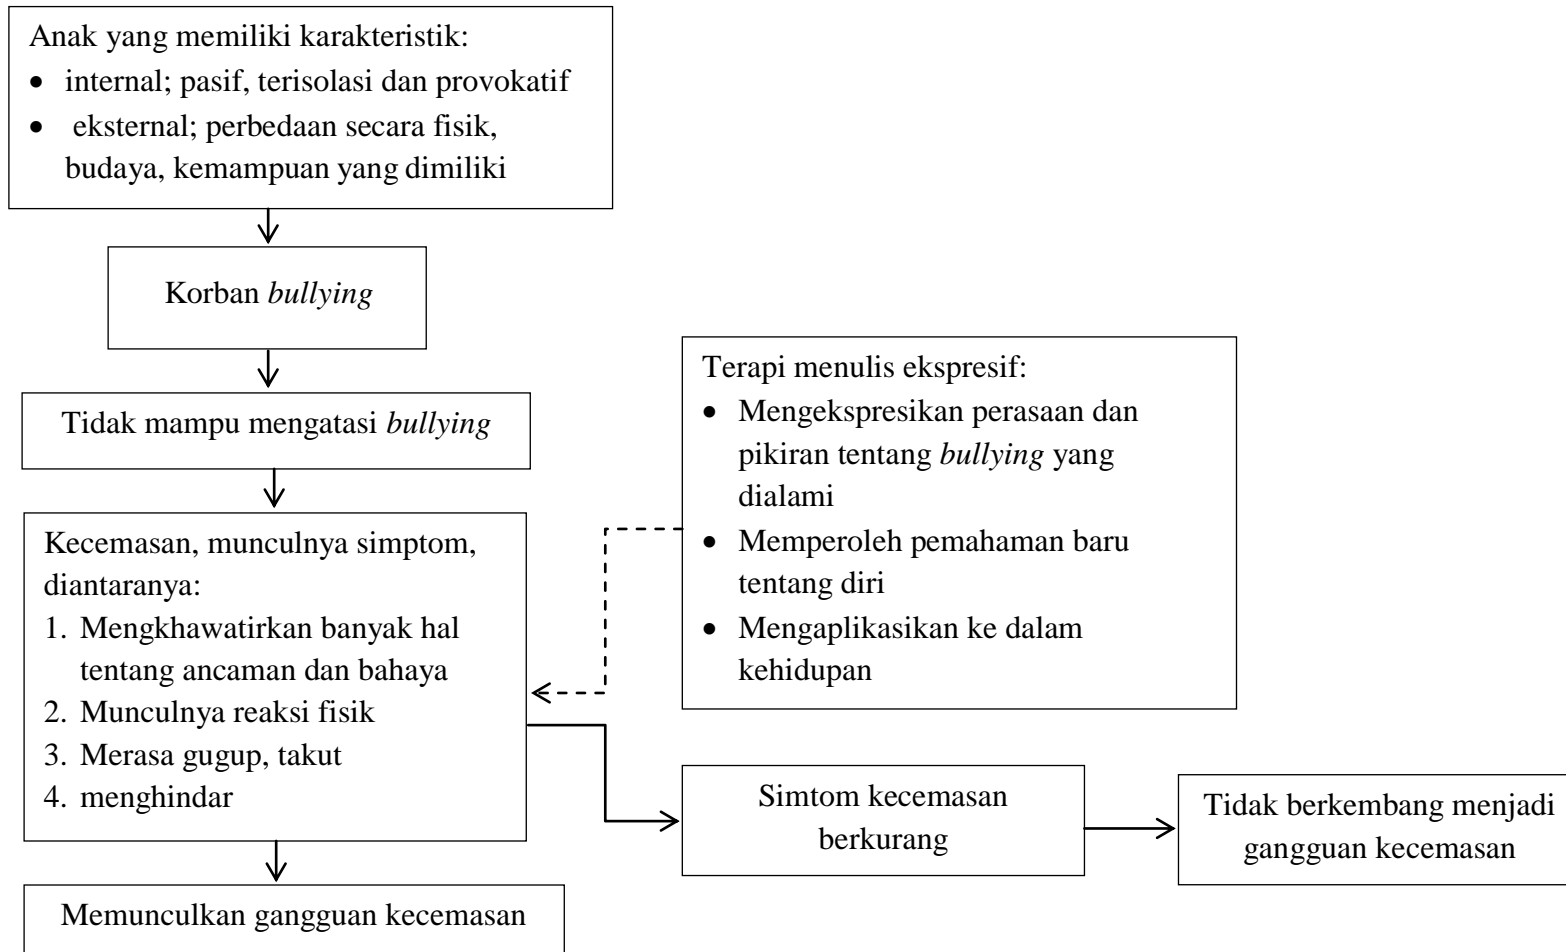 Anak yang memiliki karakteristik:
• internal; pasif, terisolasi dan provokatif
• eksternal; perbedaan secara fisik,
budaya, kemampuan yang dimiliki
Korban bullying
Tidak mampu mengatasi bullying
Kecemasan, munculnya simptom,
diantaranya:
1. Mengkhawatirkan banyak hal
tentang ancaman dan bahaya
2. Munculnya reaksi fisik
3. Merasa gugup, takut
4. menghindar
Memunculkan gangguan kecemasan
Terapi menulis ekspresif:
• Mengekspresikan perasaan dan
pikiran tentang bullying yang
dialami
• Memperoleh pemahaman baru
tentang diri
• Mengaplikasikan ke dalam
kehidupan
Simtom kecemasan
berkurang
Tidak berkembang menjadi
gangguan kecemasan